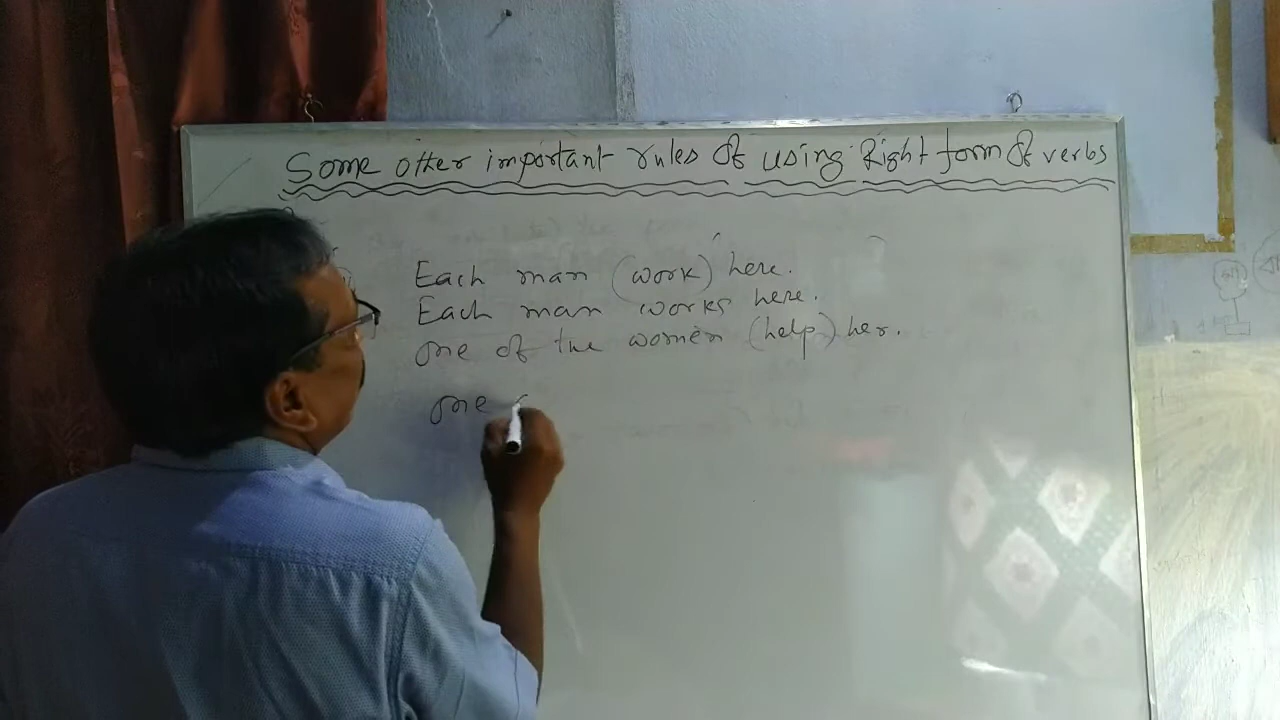 Some other important rules of using Right form of verbs
Each man (work) here.
Each man works here.
one of the women (help) her.
one